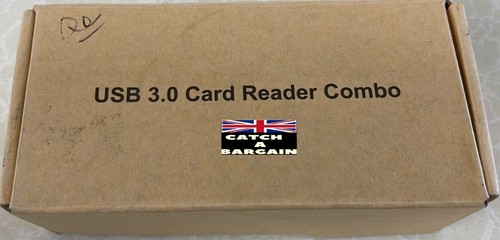 USB 3.0 Card Reader Combo
CATCH
A
BARGAIN